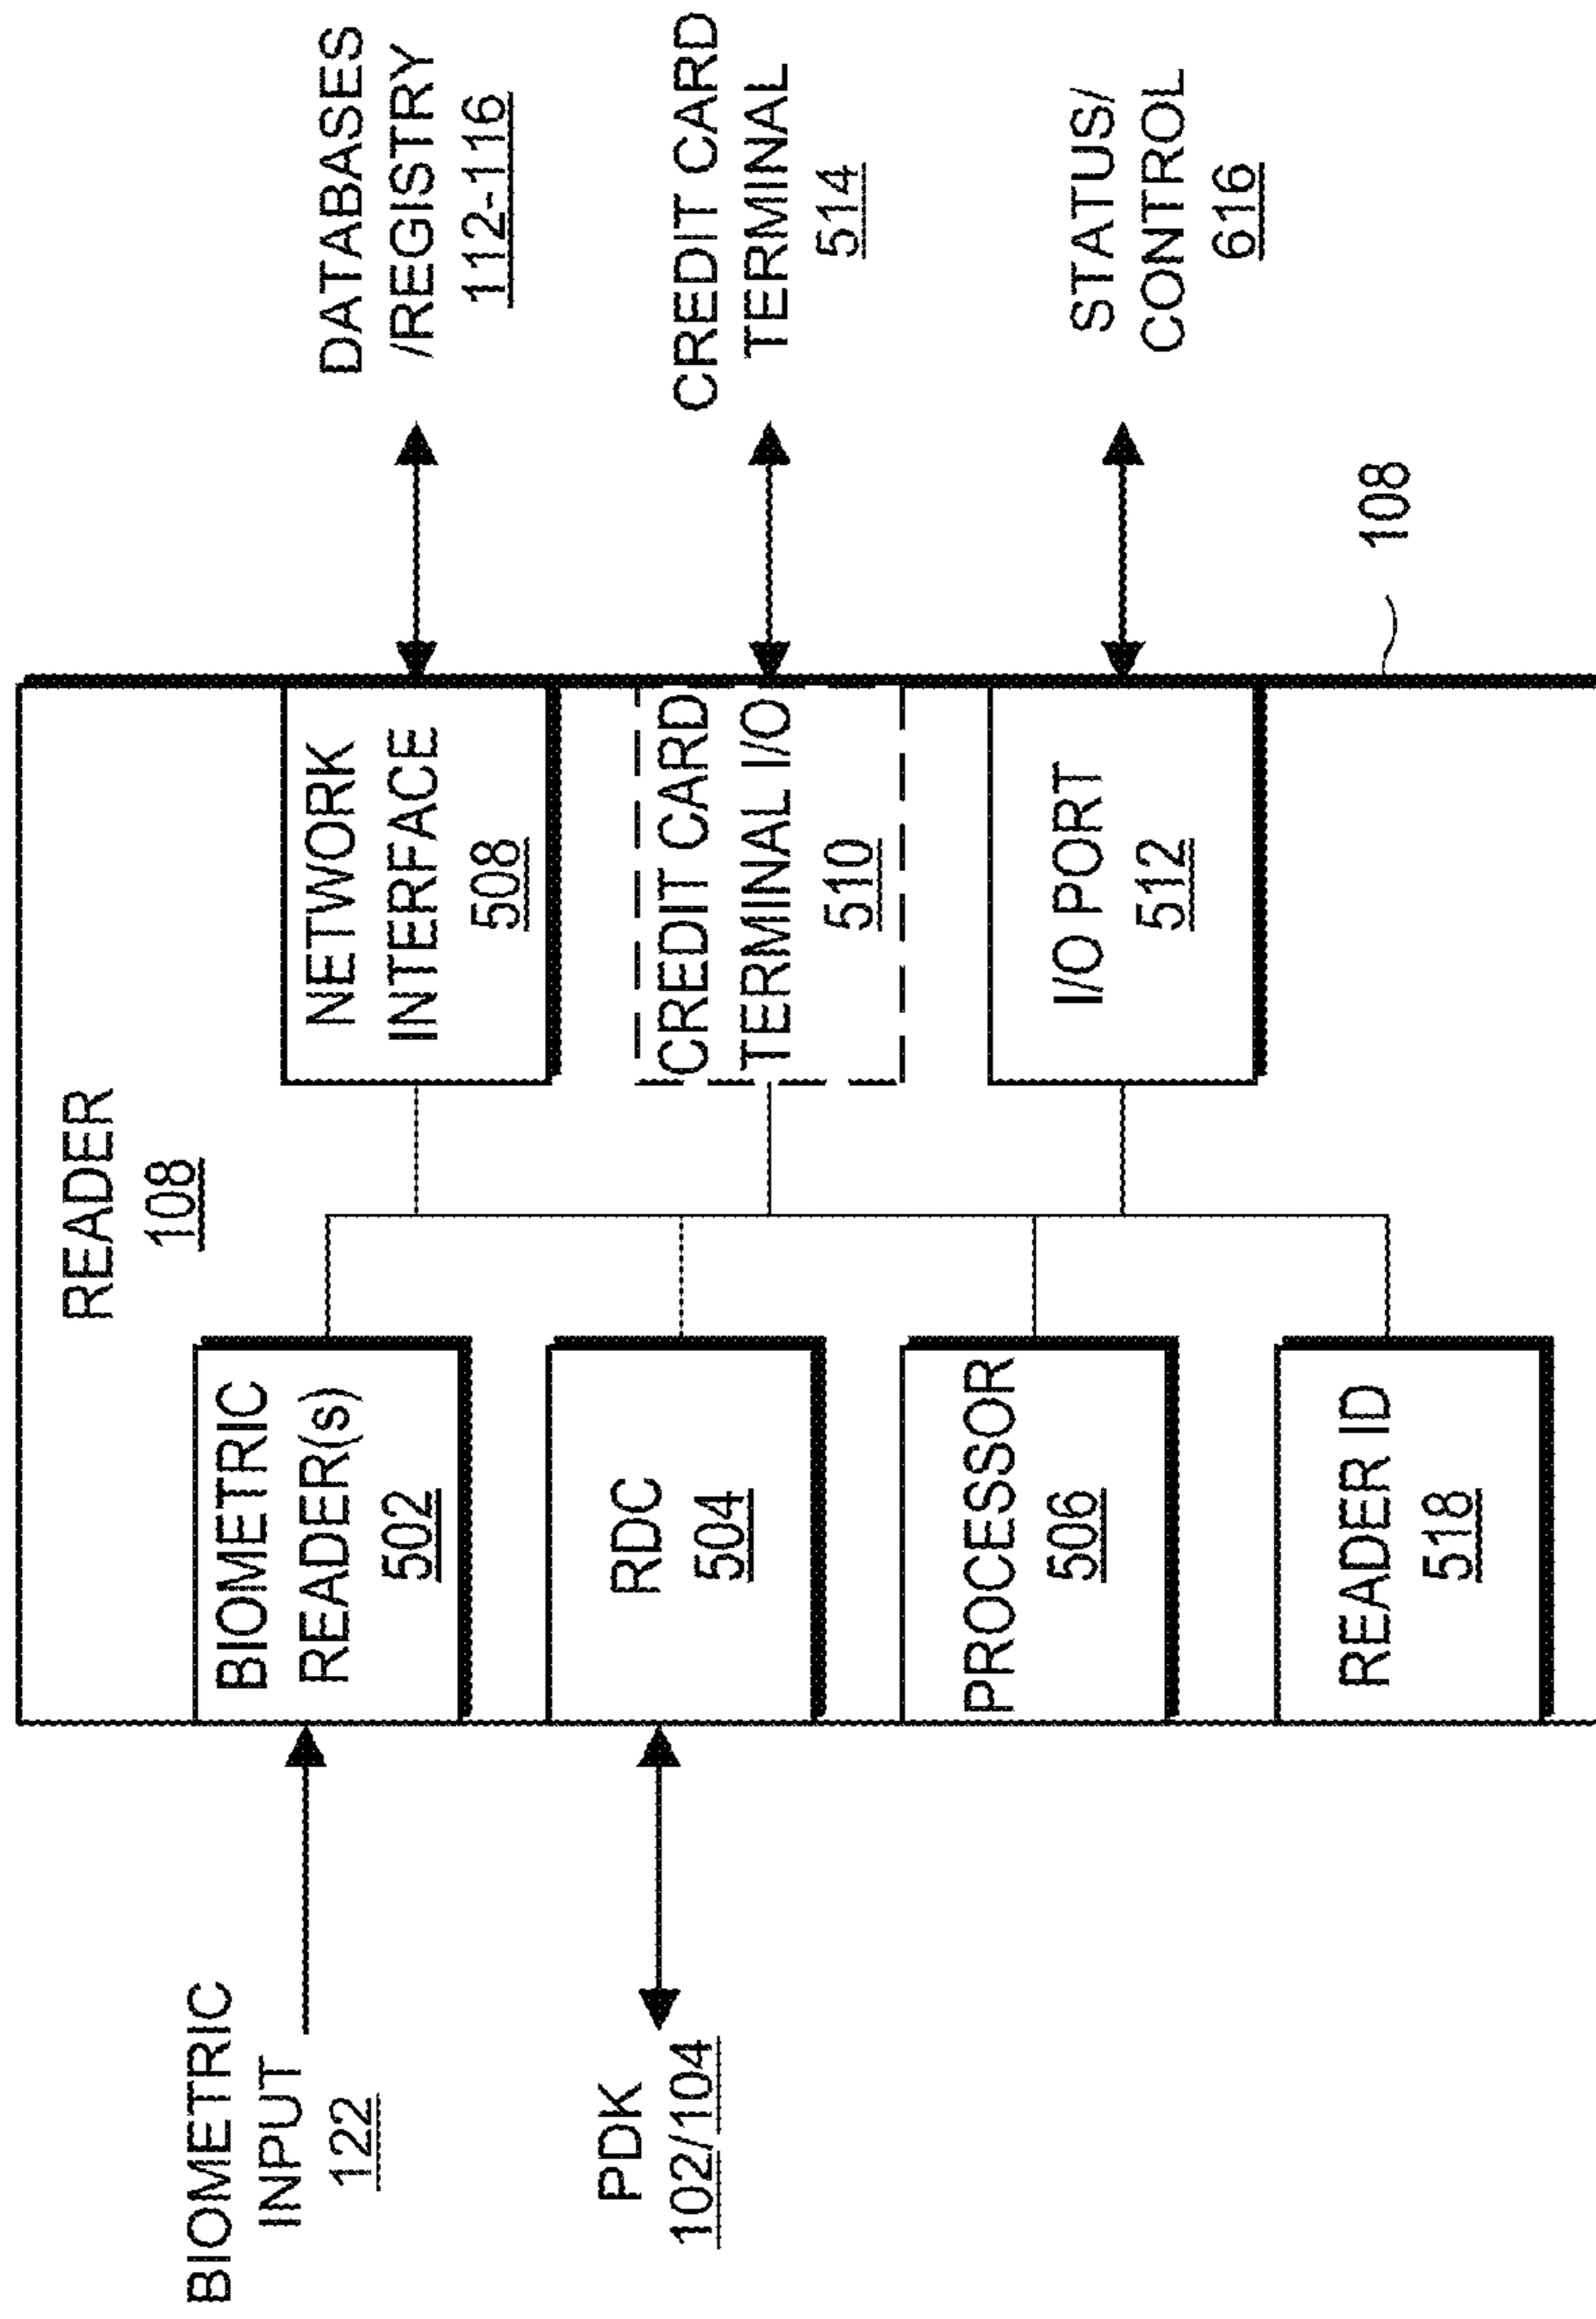 READER
108
BIOMETRIC
INPUT
122
PDK
102/104
BIOMETRIC
READER(s)
502
RDC
504
PROCESSOR
506
READER ID
518
NETWORK
INTERFACE
508
CREDIT CARD
TERMINAL I/O
510
I/O PORT
512
DATABASES
/REGISTRY
112-116
CREDIT CARD
TERMINAL
514
STATUS/
CONTROL
616
108